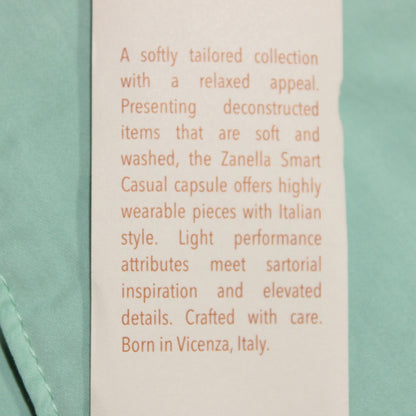 A softly tailored collection
with a relaxed appeal.
Presenting deconstructed
items that are soft and
washed, the Zanella Smart
Casual capsule offers highly
wearable pieces with Italian
style. Light performance
attributes meet sartorial
inspiration and elevated
details. Crafted with care.
Born in Vicenza, Italy.